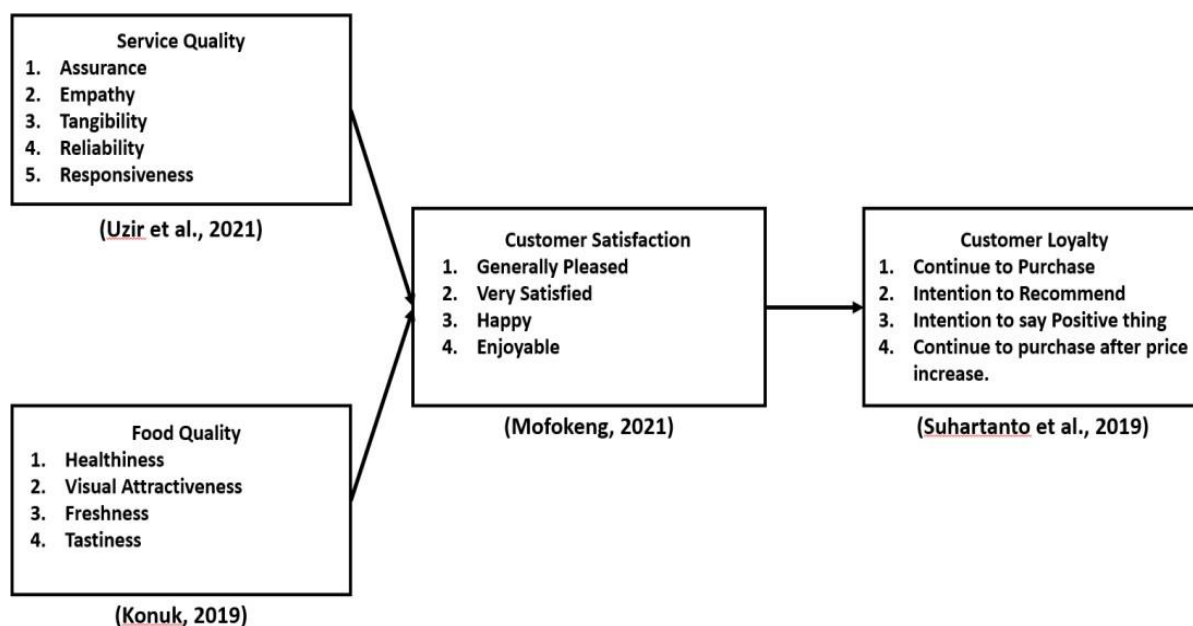 Service Quality
1. Assurance
2. Empathy
3. Tangibility
4. Reliability
5. Responsiveness
(Uzir et al., 2021)
Food Quality
1. Healthiness
2. Visual Attractiveness
3. Freshness
4. Tastiness
(Konuk, 2019)
Customer Satisfaction
1. Generally Pleased
2. Very Satisfied
3. Happy
4. Enjoyable
(Mofokeng, 2021)
Customer Loyalty
1. Continue to Purchase
2. Intention to Recommend
3. Intention to say Positive thing
4. Continue to purchase after price
increase.
(Suhartanto et al., 2019)